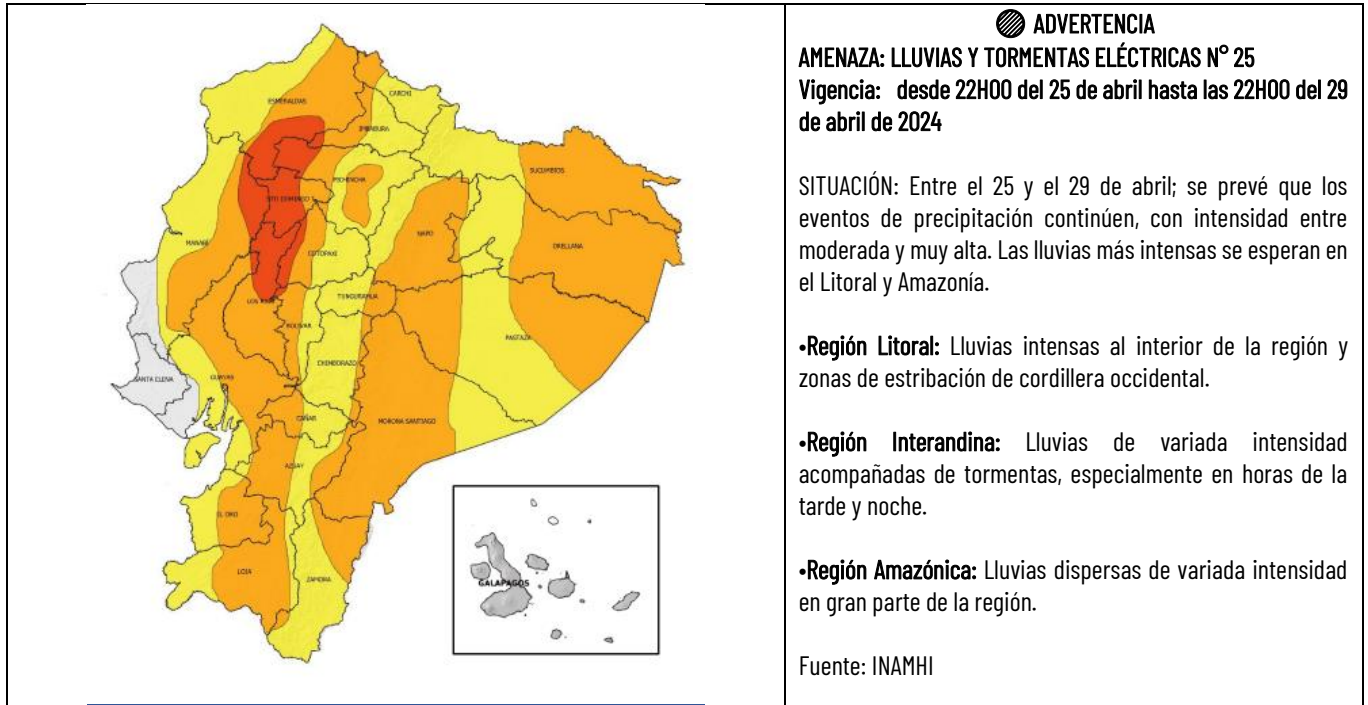 ESMERALDAS
CARCHI
IMBABURA
SUCUMBIOS
PICHINCHA
STO DOMINGO
NAPO
ORELLANA
MANABI
COTOPAXI
LOS RIOS
TUNGURAHUA
BOLIVAR
PASTAZA
CHIMBORAZO
SANTA ELENA
GUAYAS
CAÑAR
MORONA SANTIAGO
AZUAY
EL ORO
LOJA
ZAMORA
GALAPAGOS
ADVERTENCIA
AMENAZA: LLUVIAS Y TORMENTAS ELÉCTRICAS N° 25
Vigencia: desde 22H00 del 25 de abril hasta las 22H00 del 29
de abril de 2024
SITUACIÓN: Entre el 25 y el 29 de abril; se prevé que los
eventos de precipitación continúen, con intensidad entre
moderada y muy alta. Las lluvias más intensas se esperan en
el Litoral y Amazonía.
•Región Litoral: Lluvias intensas al interior de la región y
zonas de estribación de cordillera occidental.
•Región Interandina: Lluvias de variada intensidad
acompañadas de tormentas, especialmente en horas de la
tarde y noche.
•Región Amazónica: Lluvias dispersas de variada intensidad
en gran parte de la región.
Fuente: INAMHI